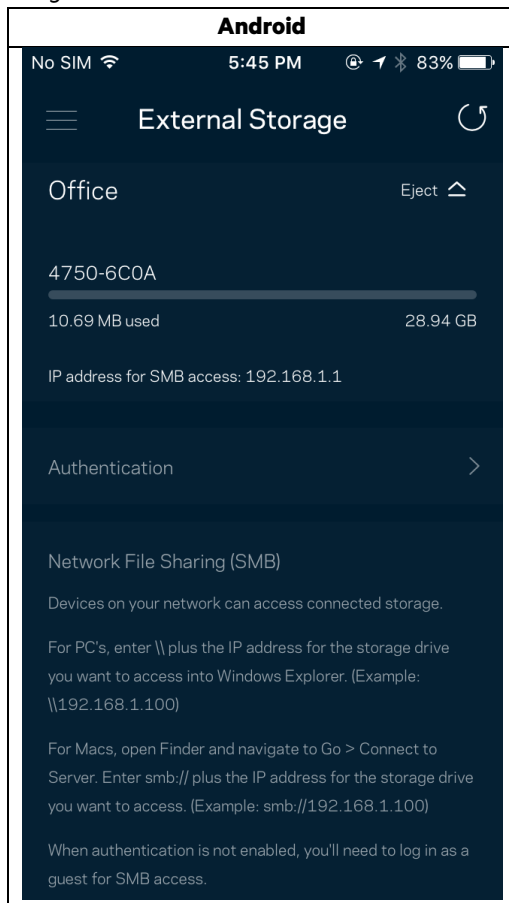 Android
No SIM 5:45 PM 83%
External Storage
Office Eject
4750-6C0A
10.69 MB used 28.94 GB
IP address for SMB access: 192.168.1.1
Authentication
Network File Sharing (SMB)
Devices on your network can access connected storage.
For PC's, enter \\ plus the IP address for the storage drive
you want to access into Windows Explorer. (Example:
\\192.168.1.100)
For Macs, open Finder and navigate to Go > Connect to
Server. Enter smb:// plus the IP address for the storage drive
you want to access. (Example: smb://192.168.1.100)
When authentication is not enabled, you'll need to log in as a
guest for SMB access.